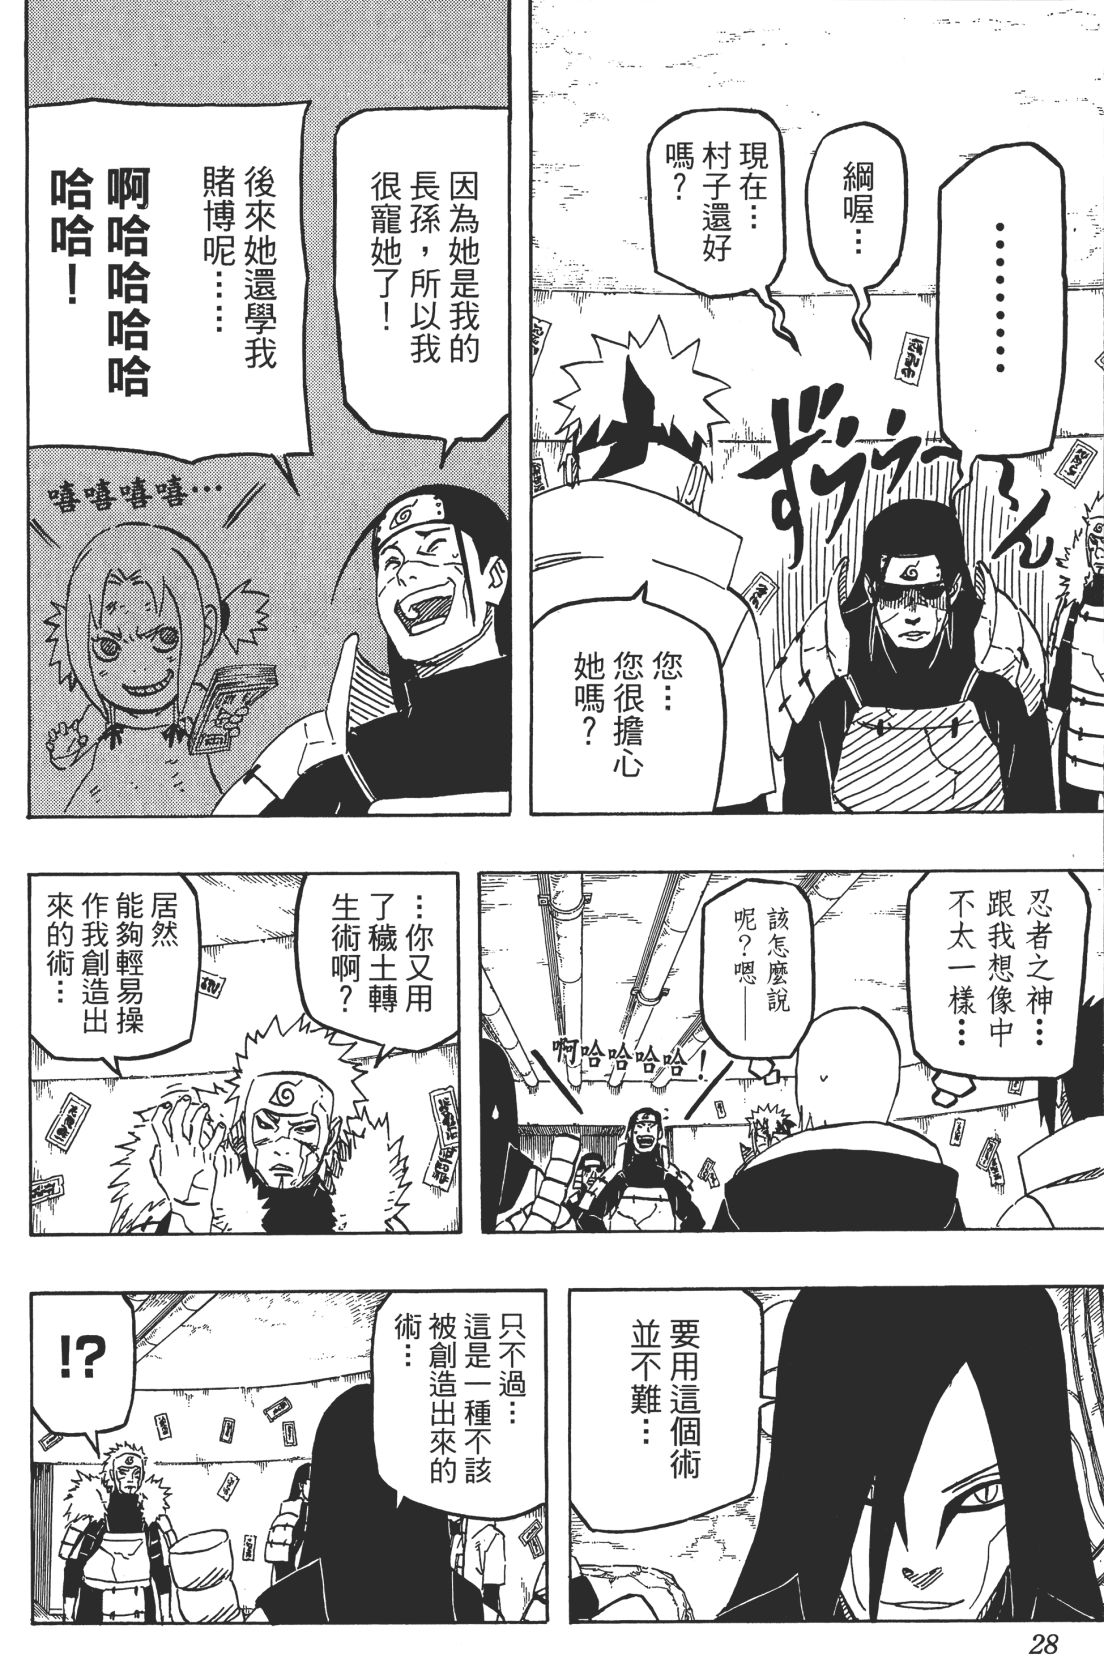 …………
綱喔…
現在…
村子還好
嗎？
ずぅぅーーん
您…
您很擔心
她嗎？
因為她是我的
長孫，所以我
很寵她了！
後來她還學我
賭博呢……
啊哈哈哈哈
哈哈！
嘻嘻嘻嘻…
忍者之神…
跟我想像中
不太一樣…
該怎麼說
呢？嗯——
啊哈哈哈哈！
…你又用
了穢土轉
生術啊？
居然
能夠輕易操
作我創造出
來的術…
要用這個術
並不難…
只不過…
這是一種不該
被創造出來的
術…
!?
28